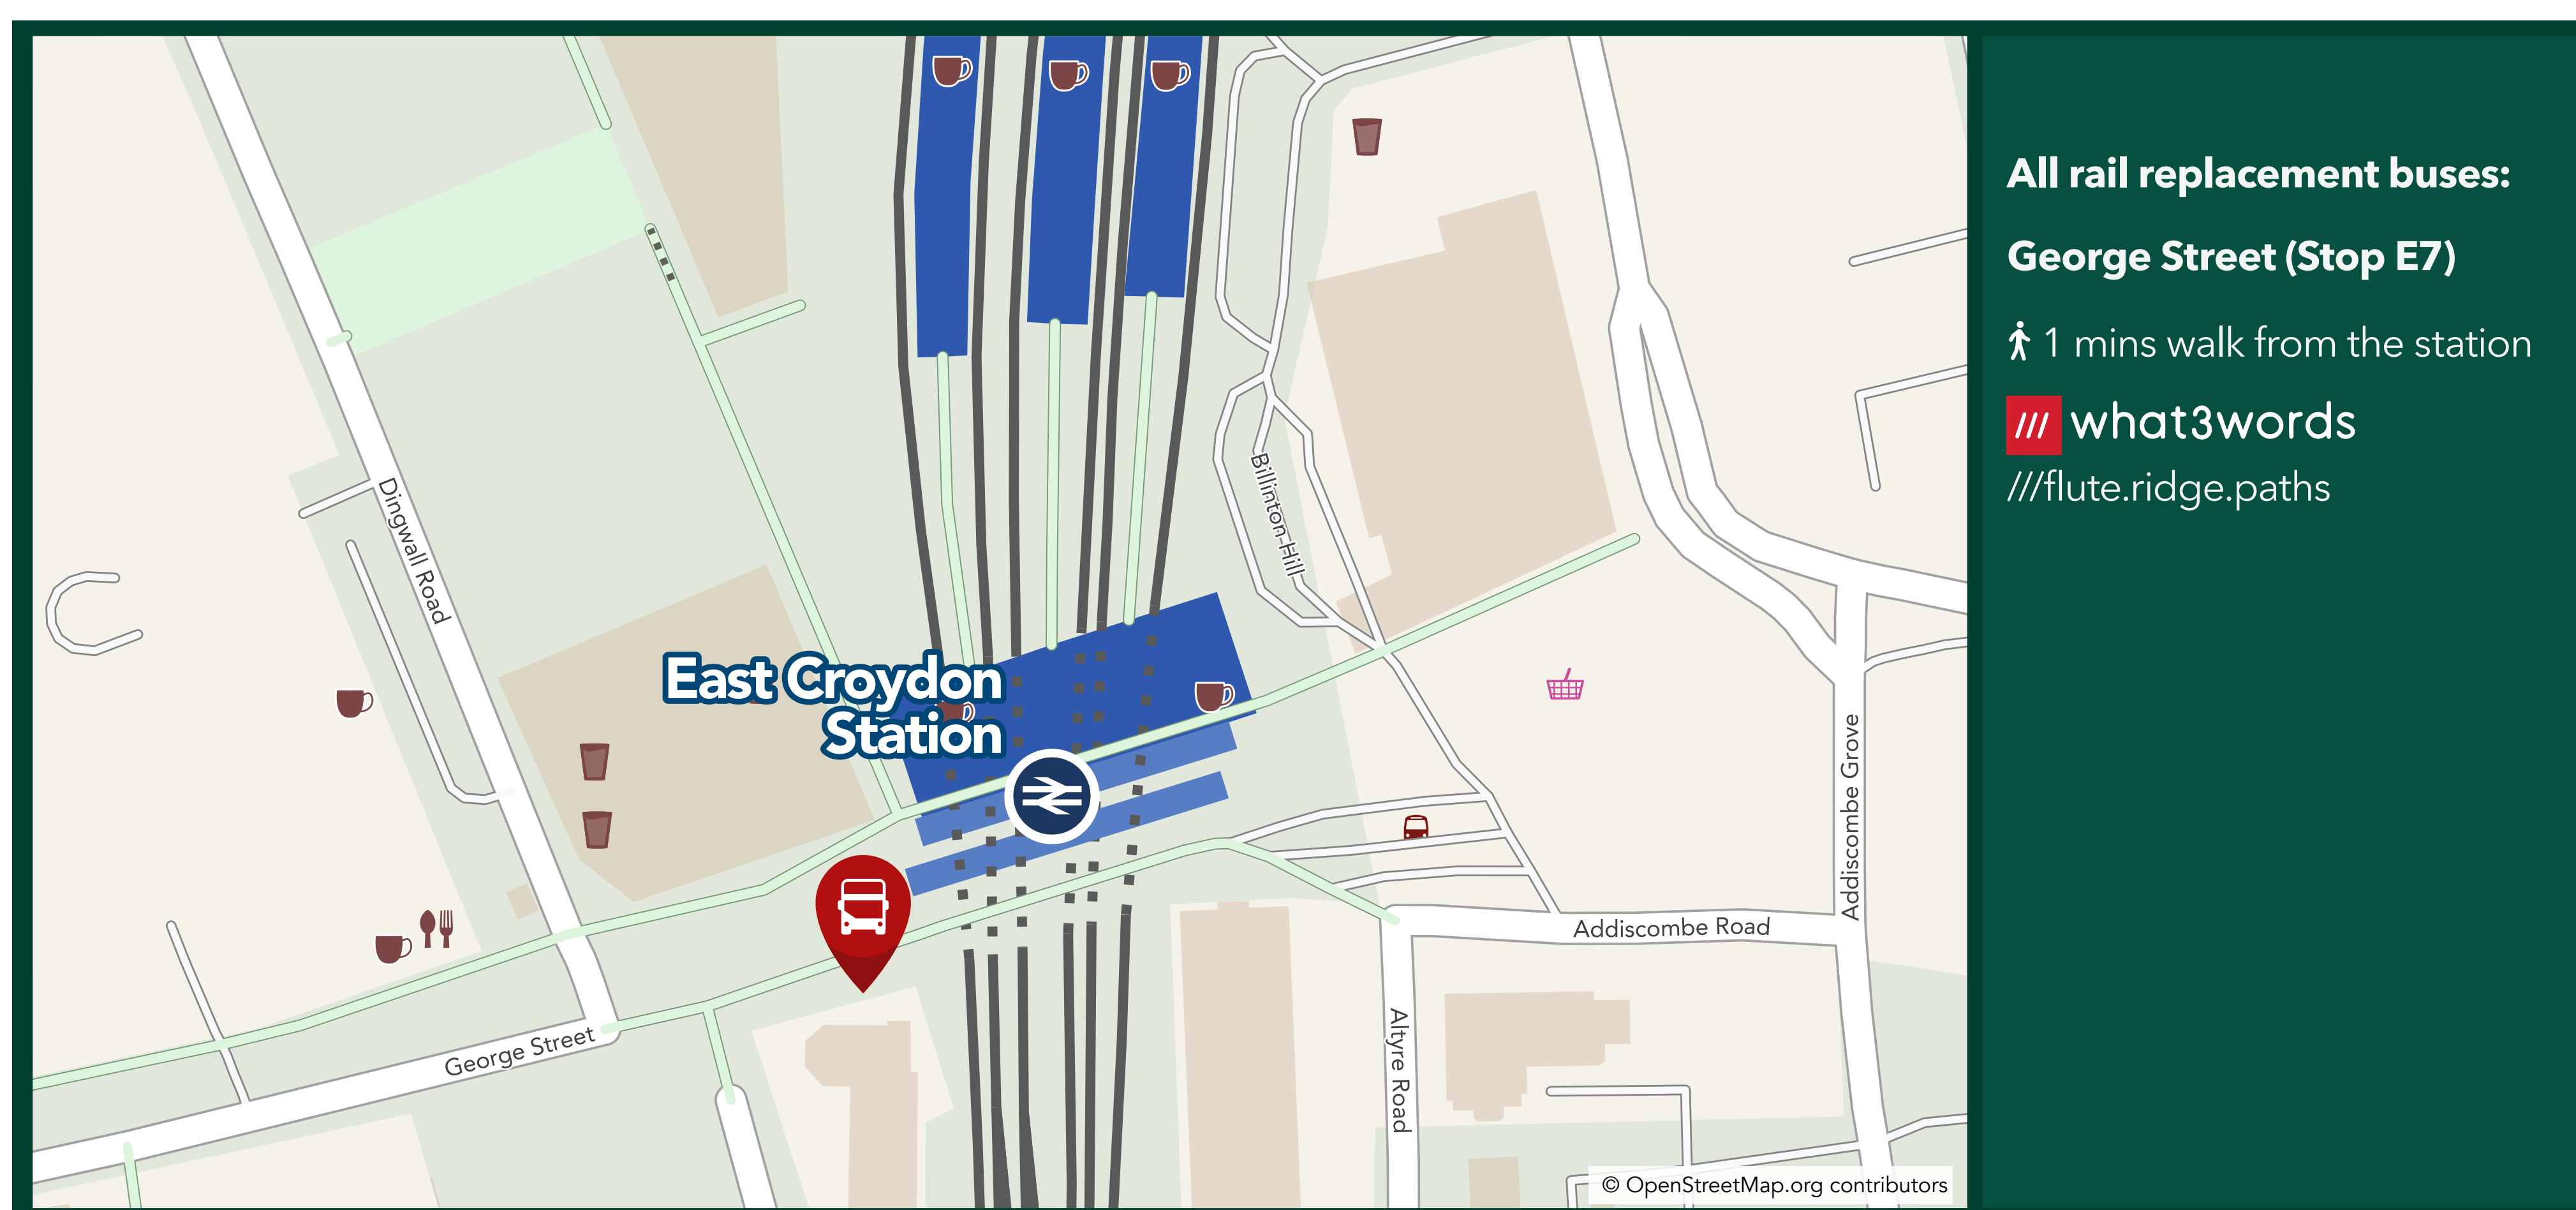 Dingwall Road
Billinton Hill
East Croydon
Station
Addiscombe Grove
Addiscombe Road
George Street
Altyre Road
© OpenStreetMap.org contributors
All rail replacement buses:
George Street (Stop E7)
1 mins walk from the station
/// what3words
///flute.ridge.paths